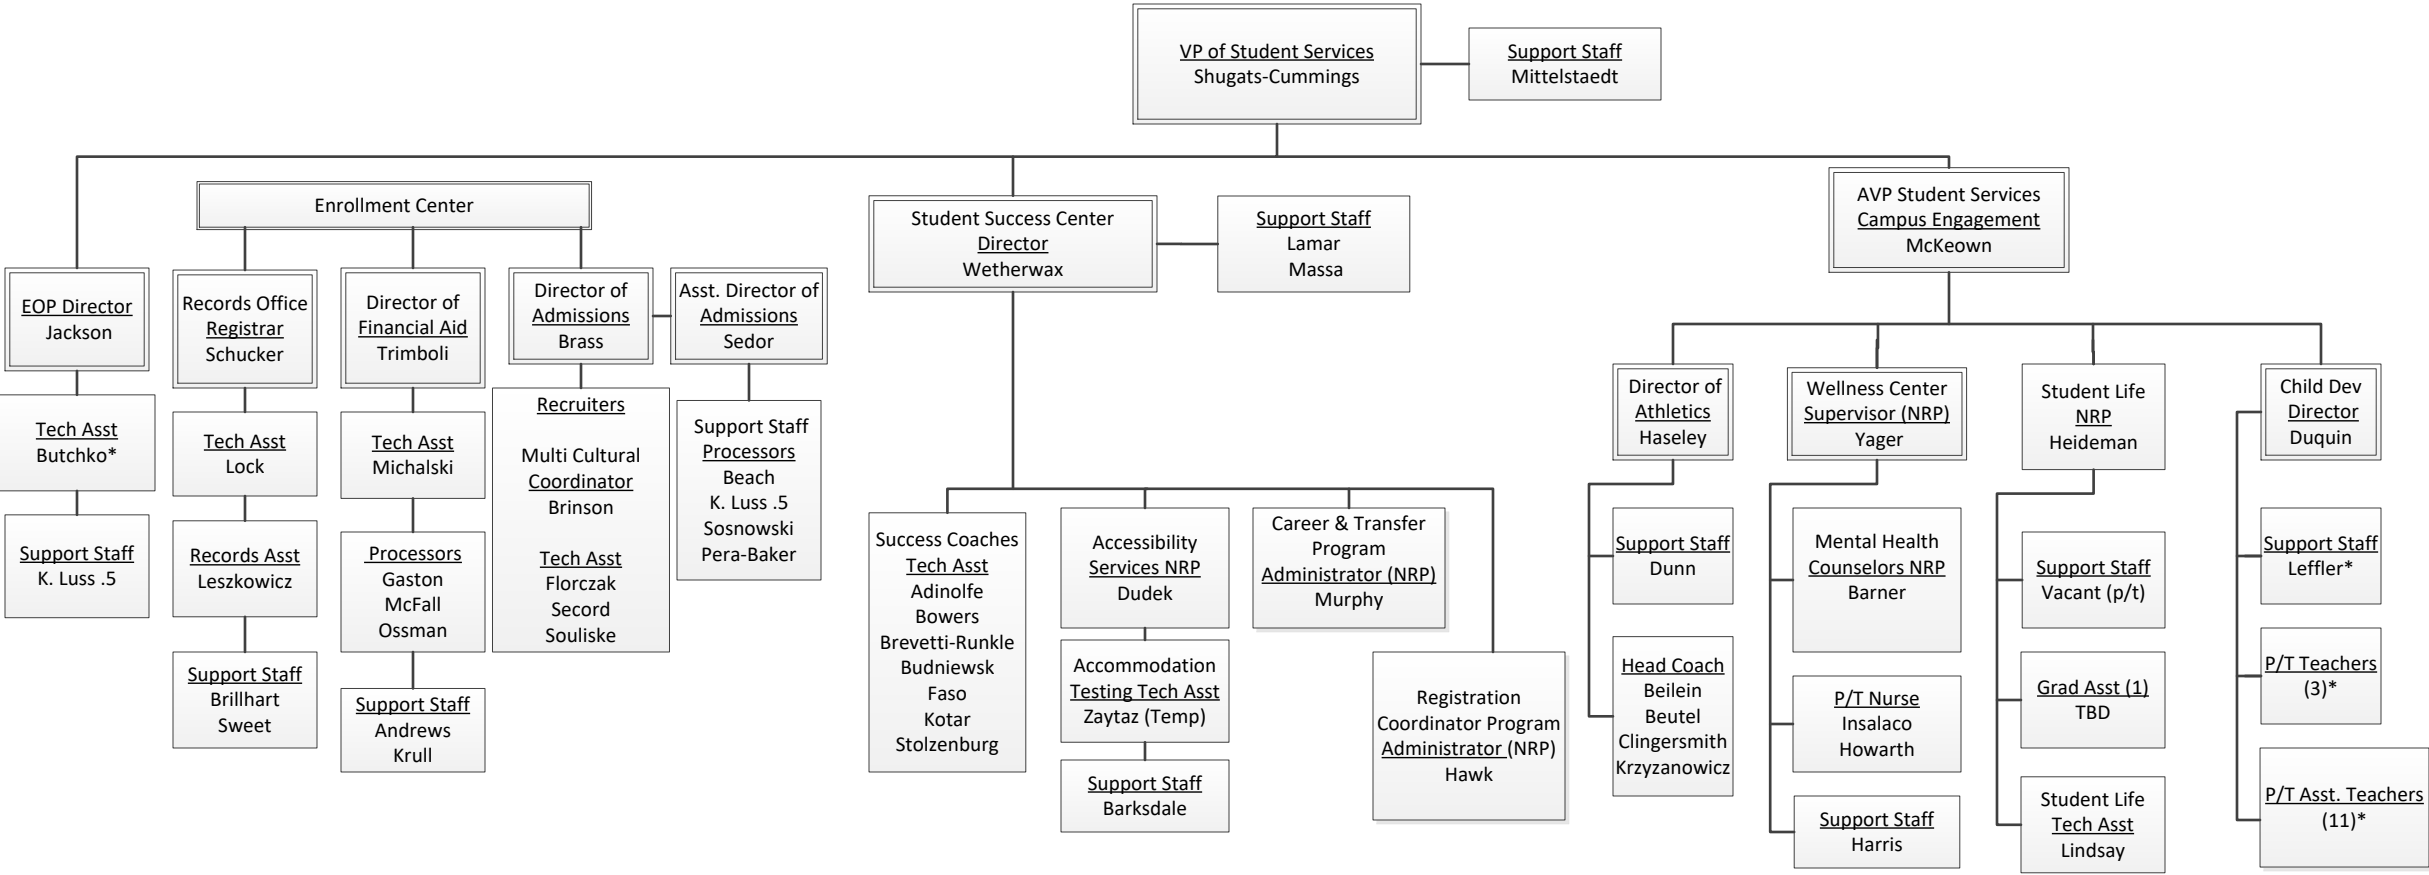 VP of Student Services
Shugats-Cummings
Support Staff
Mittelstaedt
Enrollment Center
Student Success Center
Director
Wetherwax
Support Staff
Lamar
Massa
AVP Student Services
Campus Engagement
McKeown
EOP Director
Jackson
Records Office
Registrar
Schucker
Director of
Financial Aid
Trimboli
Director of
Admissions
Brass
Asst. Director of
Admissions
Sedor
Tech Asst
Butchko*
Support Staff
K. Luss .5
Tech Asst
Lock
Records Asst
Leszkowicz
Support Staff
Brillhart
Sweet
Tech Asst
Michalski
Processors
Gaston
McFall
Ossman
Support Staff
Andrews
Krull
Recruiters
Multi Cultural
Coordinator
Brinson
Tech Asst
Florczak
Secord
Souliske
Support Staff
Processors
Beach
K. Luss .5
Sosnowski
Pera-Baker
Success Coaches
Tech Asst
Adinolfe
Bowers
Brevetti-Runkle
Budniewsk
Faso
Kotar
Stolzenburg
Accessibility
Services NRP
Dudek
Accommodation
Testing Tech Asst
Zaytaz (Temp)
Support Staff
Barksdale
Career & Transfer
Program
Administrator (NRP)
Murphy
Registration
Coordinator Program
Administrator (NRP)
Hawk
Director of
Athletics
Haseley
Support Staff
Dunn
Head Coach
Beilein
Beutel
Clingersmith
Krzyzanowicz
Wellness Center
Supervisor (NRP)
Yager
Mental Health
Counselors NRP
Barner
P/T Nurse
Insalaco
Howarth
Support Staff
Harris
Student Life
NRP
Heideman
Support Staff
Vacant (p/t)
Grad Asst (1)
TBD
Student Life
Tech Asst
Lindsay
Child Dev
Director
Duquin
Support Staff
Leffler*
P/T Teachers
(3)*
P/T Asst. Teachers
(11)*